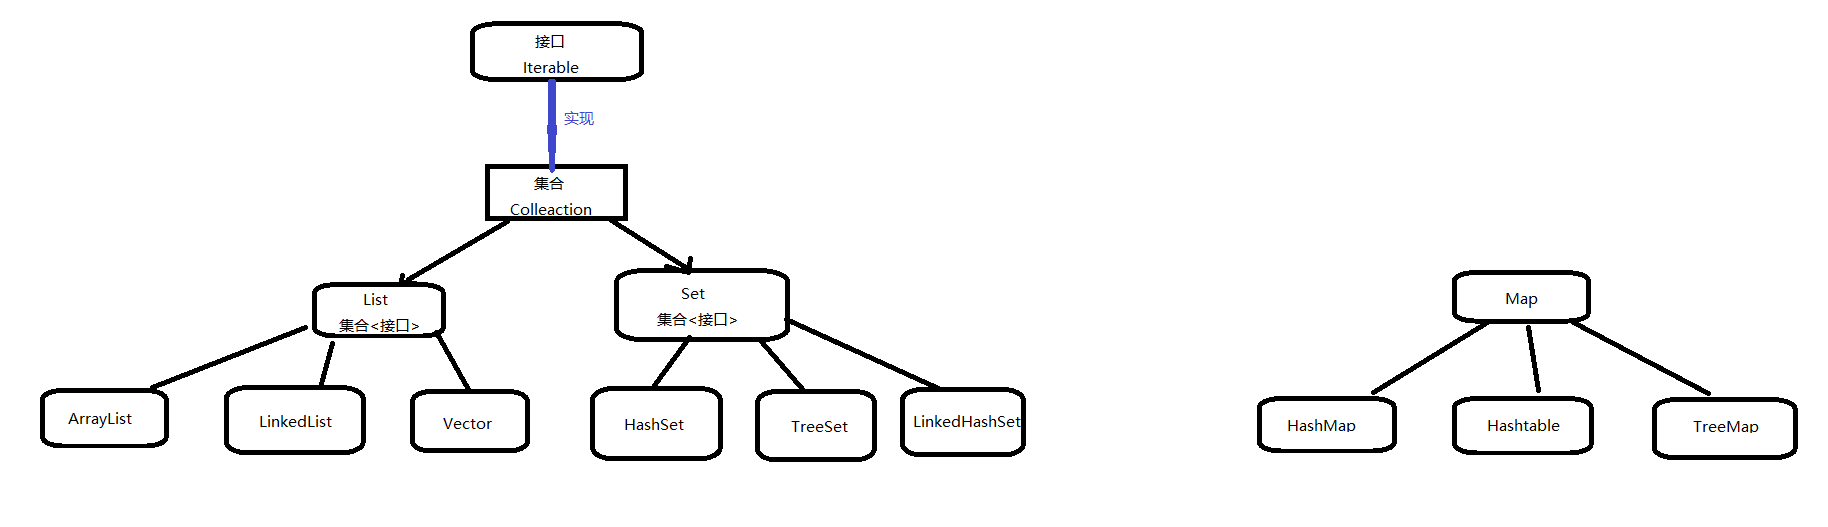 接口
Iterable
实现
集合
Colleaction
List
集合<接口>
Set
集合<接口>
Map
ArrayList
LinkedList
Vector
HashSet
TreeSet
LinkedHashSet
HashMap
Hashtable
TreeMap